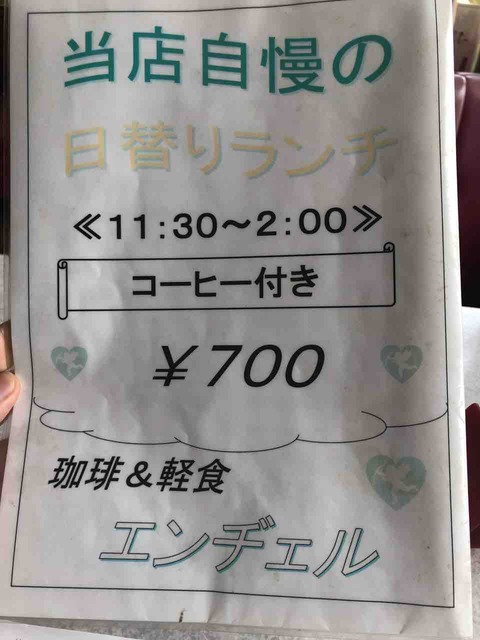 当店自慢の
日替りランチ
≪11:30～2:00≫
コーヒー付き
￥700
珈琲＆軽食
エンヂェル